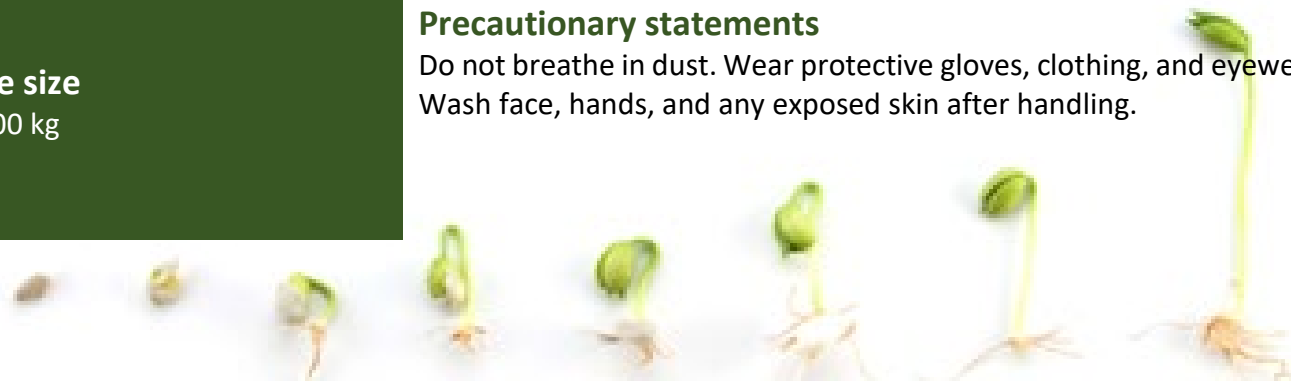 Precautionary statements
Do not breathe in dust. Wear protective gloves, clothing, and eyewe
Wash face, hands, and any exposed skin after handling.
e size
00 kg